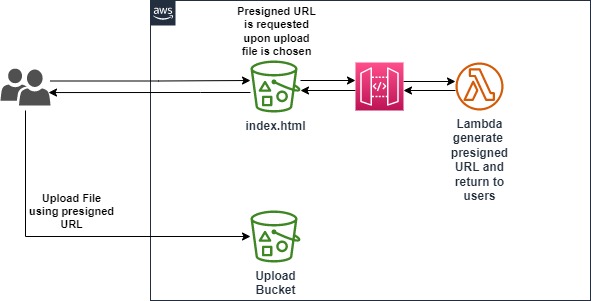 aws
Presigned URL
is requested
upon upload
file is chosen
index.html
Lambda
generate
presigned
URL and
return to
users
Upload File
using presigned
URL
Upload
Bucket